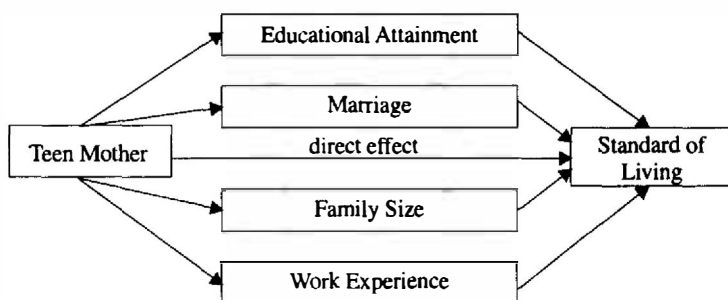 Educational Attainment
Marriage
Teen Mother
direct effect
Standard of
Living
Family Size
Work Experience